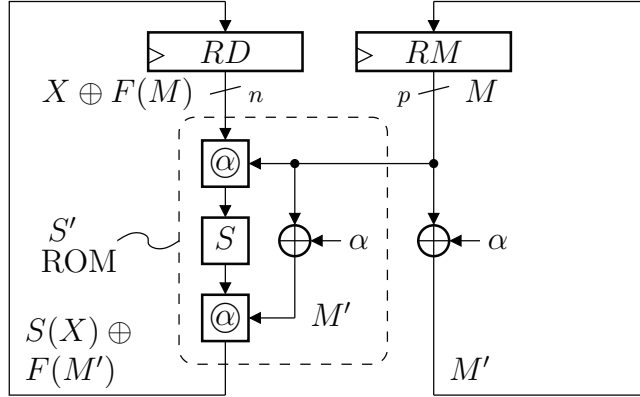 RD
RM
X ⊕ F(M)
n
p
M
ⓐ
S
α
α
S′
ROM
ⓐ
M′
S(X) ⊕
F(M′)
M′